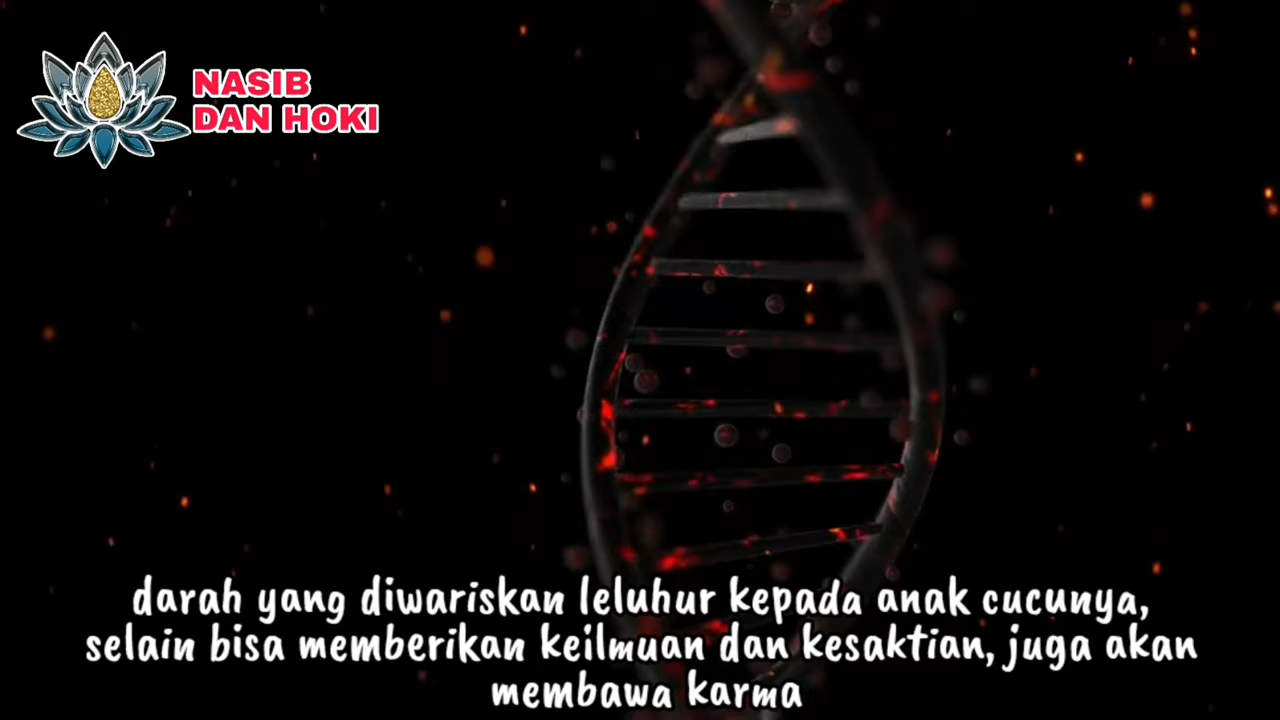 NASIB
DAN HOKI
darah yang diwariskan leluhur kepada anak cucunya,
selain bisa memberikan keilmuan dan kesaktian, juga akan
membawa karma